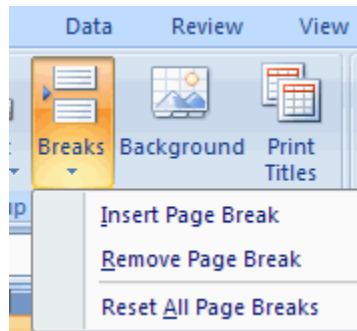 Data Review View
Breaks Background Print
Titles
Insert Page Break
Remove Page Break
Reset All Page Breaks